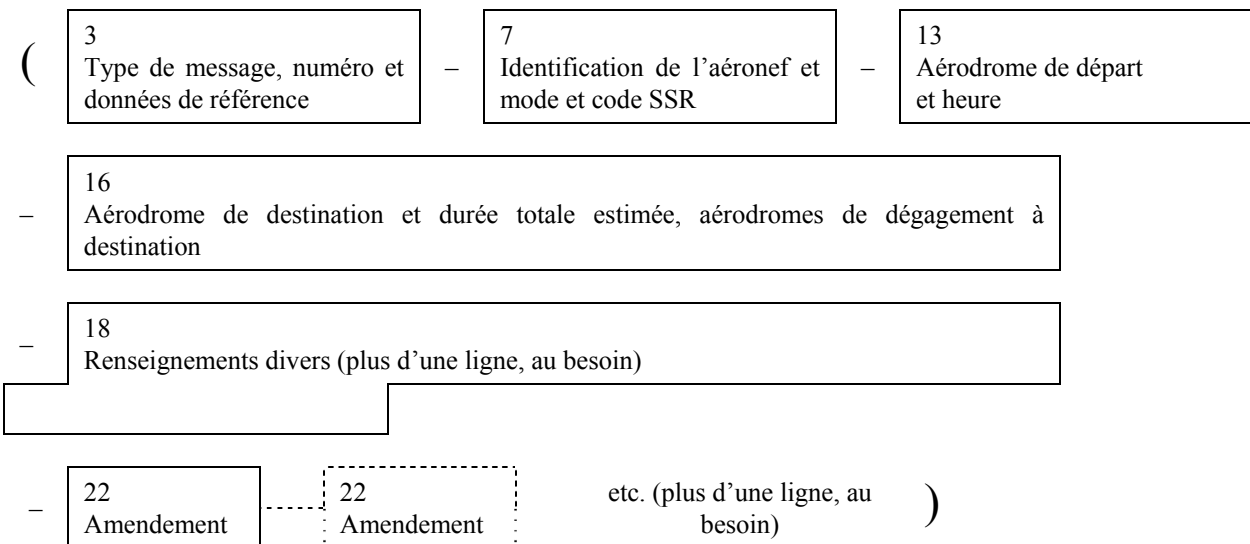 ( 3 – 7 – 13
Type de message, numéro et Identification de l’aéronef et Aérodrome de départ
données de référence mode et code SSR et heure
– 16
Aérodrome de destination et durée totale estimée, aérodromes de dégagement à
destination
– 18
Renseignements divers (plus d’une ligne, au besoin)
– 22 22 etc. (plus d’une ligne, au )
Amendement Amendement besoin)